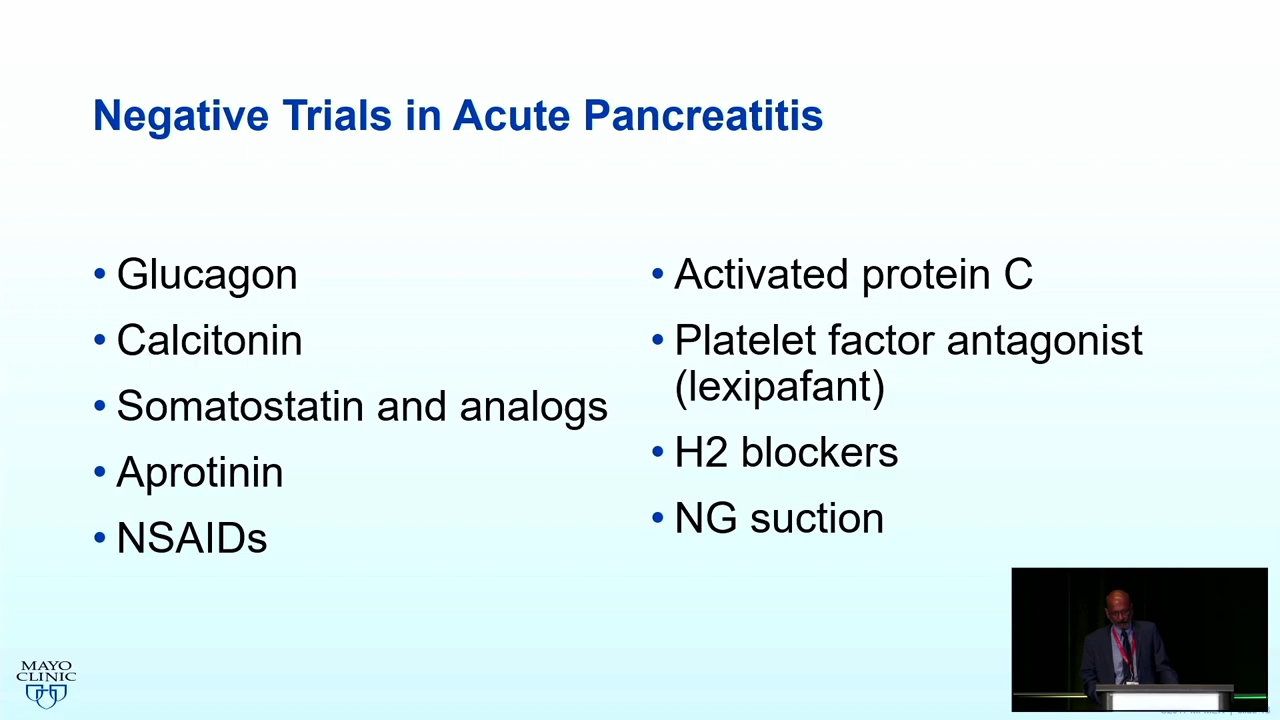 Negative Trials in Acute Pancreatitis
• Glucagon
• Calcitonin
• Somatostatin and analogs
• Aprotinin
• NSAIDs
• Activated protein C
• Platelet factor antagonist
(lexipafant)
• H2 blockers
• NG suction
MAYO
CLINIC